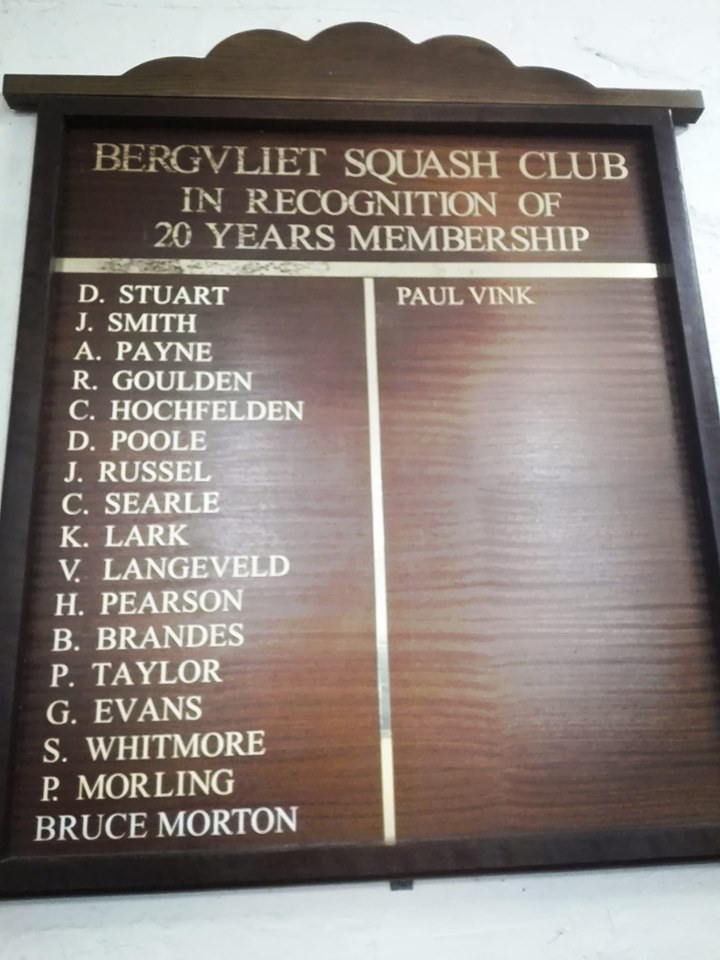 BERGVLIET SQUASH CLUB
IN RECOGNITION OF
20 YEARS MEMBERSHIP
D. STUART
J. SMITH
A. PAYNE
R. GOULDEN
C. HOCHFELDEN
D. POOLE
J. RUSSEL
C. SEARLE
K. LARK
V. LANGEVELD
H. PEARSON
B. BRANDES
P. TAYLOR
G. EVANS
S. WHITMORE
P. MORLING
BRUCE MORTON
PAUL VINK